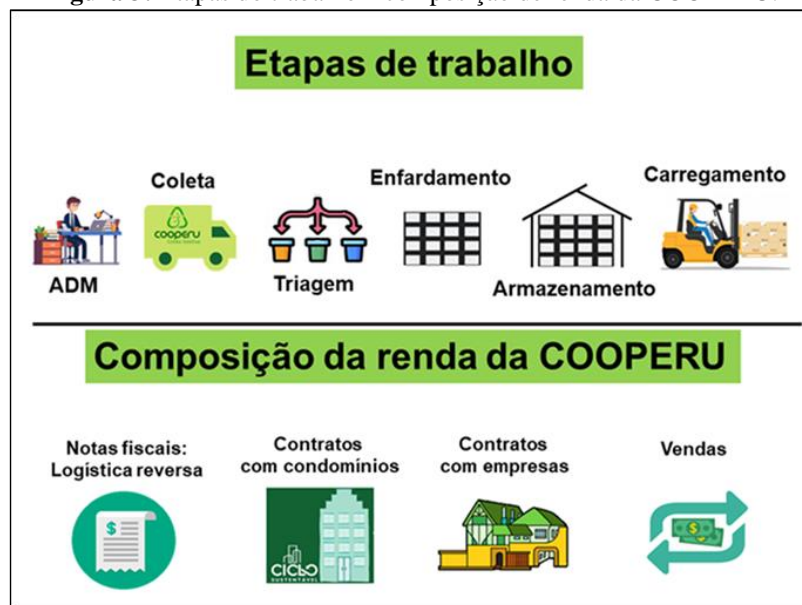 Etapas de trabalho
Coleta
Enfardamento
Carregamento
cooperu
ADM
Triagem
Armazenamento
Composição da renda da COOPERU
Notas fiscais:
Logística reversa
Contratos
com condomínios
Contratos
com empresas
Vendas
$
CICLO
SUSTENTÁVEL
$